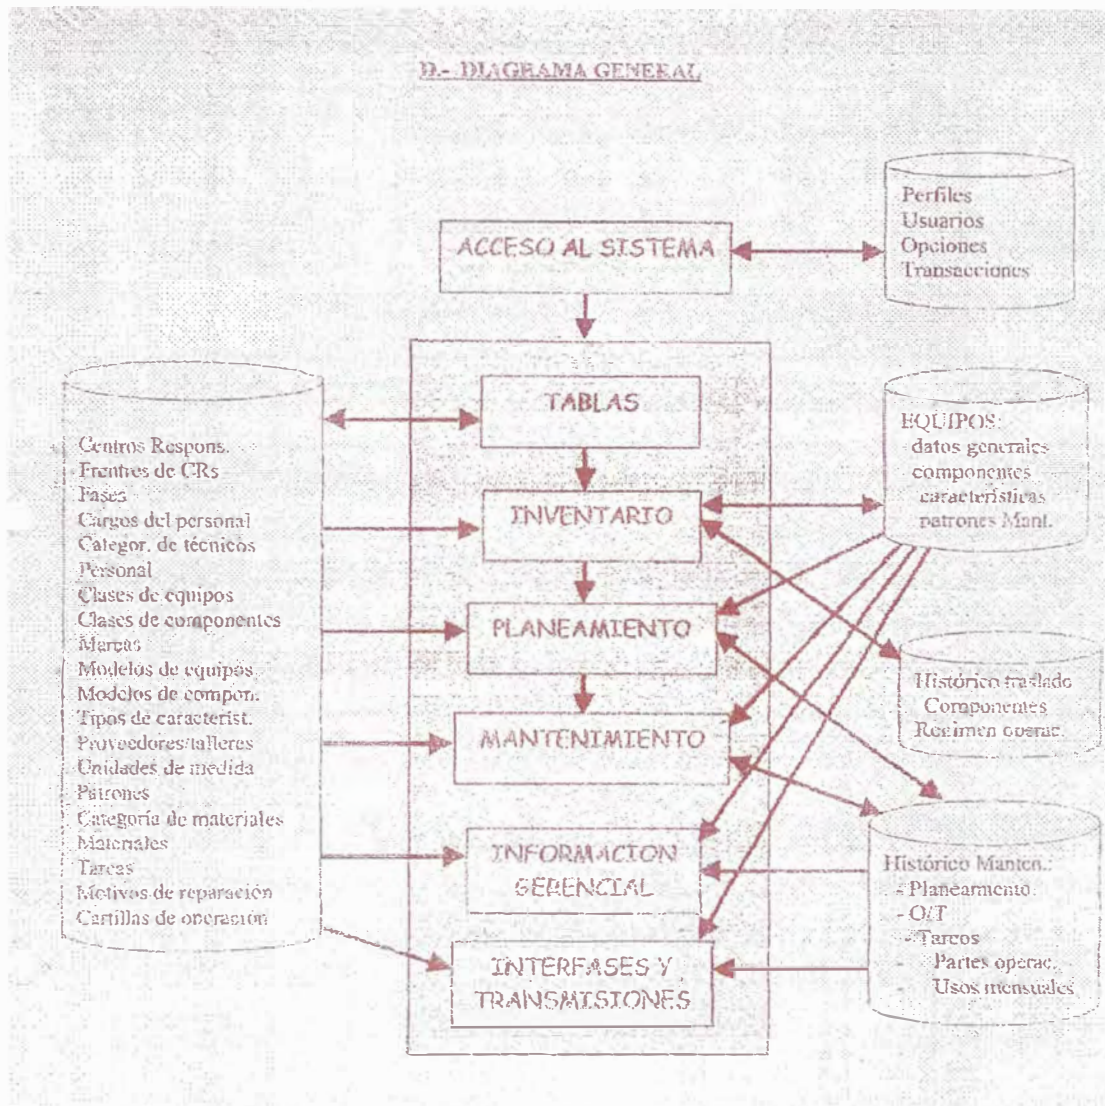 D.- DIAGRAMA GENERAL
Perfiles
Usuarios
Opciones
Transacciones
ACCESO AL SISTEMA
TABLAS
INVENTARIO
PLANEAMIENTO
MANTENIMIENTO
INFORMACION
GERENCIAL
INTERFASES Y
TRANSMISIONES
Centros Respons.
Frentres de CRs
Fases
Cargos del personal
Categor. de técnicos
Personal
Clases de equipos
Clases de componentes
Marcas
Modelos de equipos
Modelos de compon.
Tipos de caracterist.
Proveedores/talleres
Unidades de medida
Patrones
Categoría de materiales
Materiales
Tareas
Motivos de reparación
Cartillas de operación
EQUIPOS:
datos generales
componentes
características
patrones Mant.
Histórico traslado
Componentes
Regimen operac.
Histórico Manten.:
- Planeamento.
- O/T
- Tareos
Partes operac.
Usos mensuales